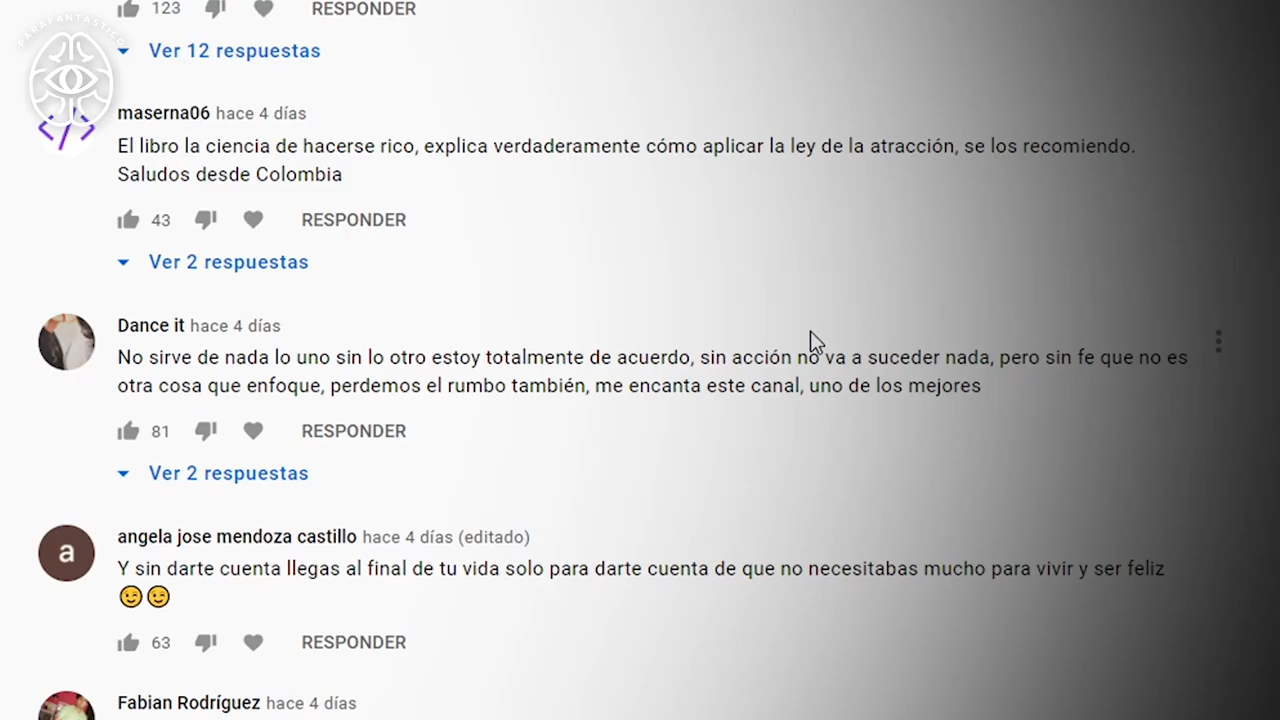 123 RESPONDER
PARAFANTASTICO
Ver 12 respuestas
maserna06 hace 4 días
El libro la ciencia de hacerse rico, explica verdaderamente cómo aplicar la ley de la atracción, se los recomiendo.
Saludos desde Colombia
43 RESPONDER
Ver 2 respuestas
Dance it hace 4 días
No sirve de nada lo uno sin lo otro estoy totalmente de acuerdo, sin acción no va a suceder nada, pero sin fe que no es
otra cosa que enfoque, perdemos el rumbo también, me encanta este canal, uno de los mejores
81 RESPONDER
Ver 2 respuestas
angela jose mendoza castillo hace 4 días (editado)
a
Y sin darte cuenta llegas al final de tu vida solo para darte cuenta de que no necesitabas mucho para vivir y ser feliz
😉😉
63 RESPONDER
Fabian Rodríguez hace 4 días